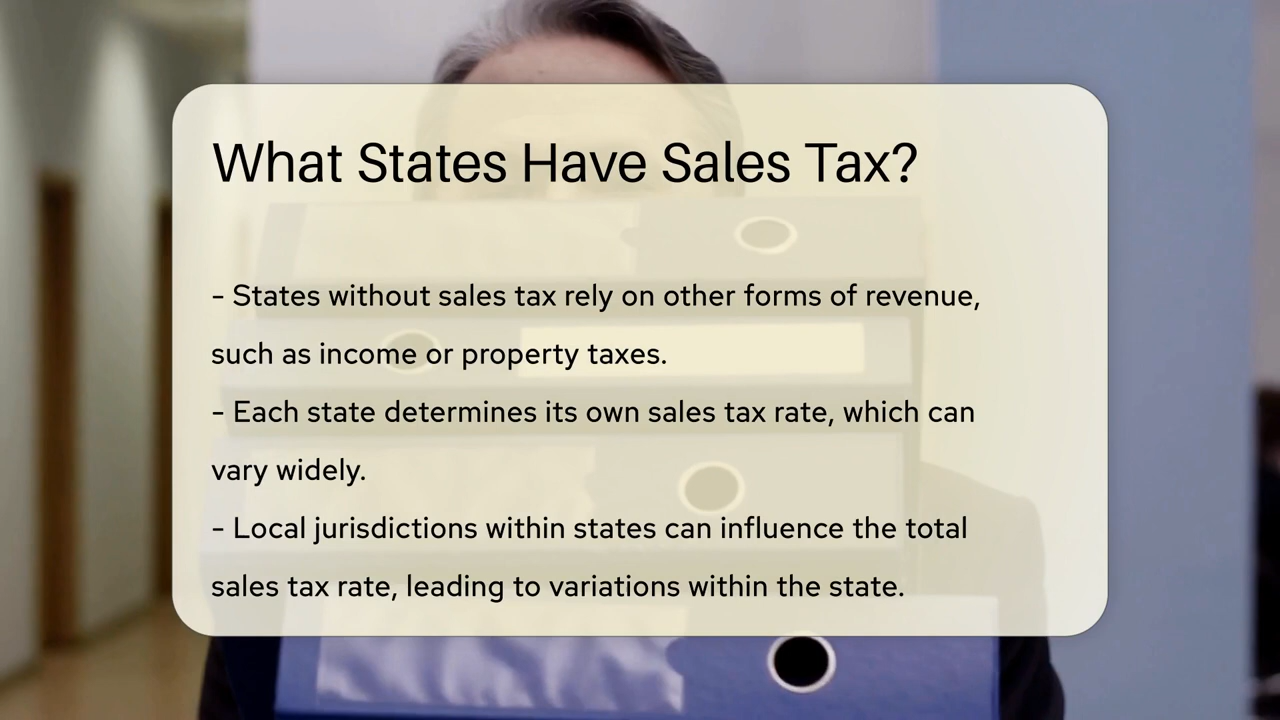 What States Have Sales Tax?
– States without sales tax rely on other forms of revenue,
such as income or property taxes.
– Each state determines its own sales tax rate, which can
vary widely.
– Local jurisdictions within states can influence the total
sales tax rate, leading to variations within the state.